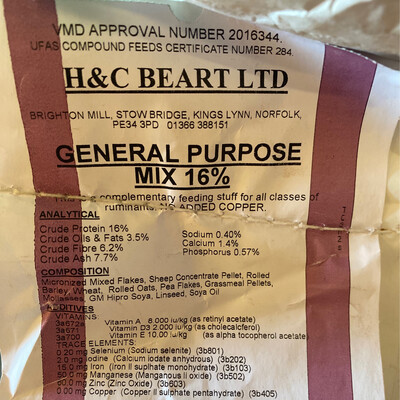 VMD APPROVAL NUMBER 2016344.
UFAS COMPOUND FEEDS CERTIFICATE NUMBER 284.
H&C BEART LTD
BRIGHTON MILL, STOW BRIDGE, KINGS LYNN, NORFOLK,
PE34 3PD 01366 388151
GENERAL PURPOSE
MIX 16%
This is a complementary feeding stuff for all classes of
ruminants. NO ADDED COPPER.
ANALYTICAL
Crude Protein 16%
Crude Oils & Fats 3.5%
Crude Fibre 6.2%
Crude Ash 7.7%
Sodium 0.40%
Calcium 1.4%
Phosphorus 0.57%
COMPOSITION
Micronized Mixed Flakes, Sheep Concentrate Pellet, Rolled
Barley, Wheat, Rolled Oats, Pea Flakes, Grassmeal Pellets,
Molasses, GM Hipro Soya, Linseed, Soya Oil
ADDITIVES
VITAMINS:
3a672a Vitamin A 8.000 iu/kg (as retinyl acetate)
3a671 Vitamin D3 2.000 iu/kg (as cholecalciferol)
3a700 Vitamin E 10.00 iu/kg (as alpha tocopherol acetate)
TRACE ELEMENTS:
0.20 mg Selenium (Sodium selenite) (3b801)
2.0 mg Iodine (Calcium iodate anhydrous) (3b202)
15.0 mg Iron (Iron II sulphate monohydrate) (3b103)
50.0 mg Manganese (Manganous II oxide) (3b502)
60.0 mg Zinc (Zinc Oxide) (3b603)
0.00 mg Copper (Copper II sulphate pentahydrate) (3b405)